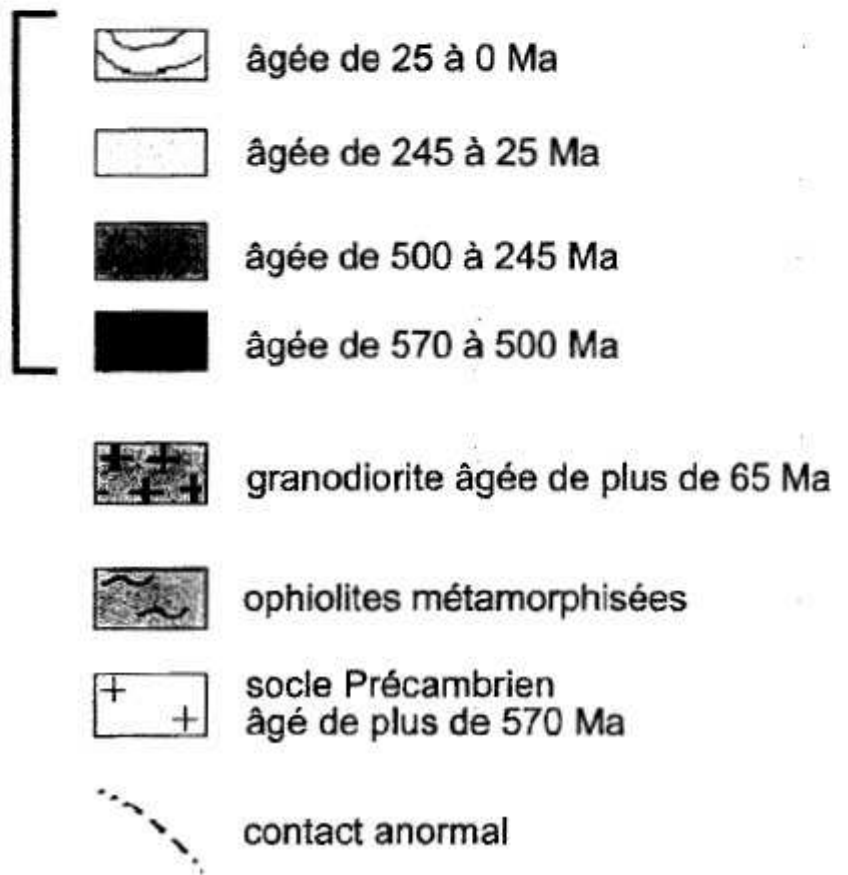 âgée de 25 à 0 Ma
âgée de 245 à 25 Ma
âgée de 500 à 245 Ma
âgée de 570 à 500 Ma
granodiorite âgée de plus de 65 Ma
ophiolites métamorphisées
socle Précambrien
âgé de plus de 570 Ma
contact anormal